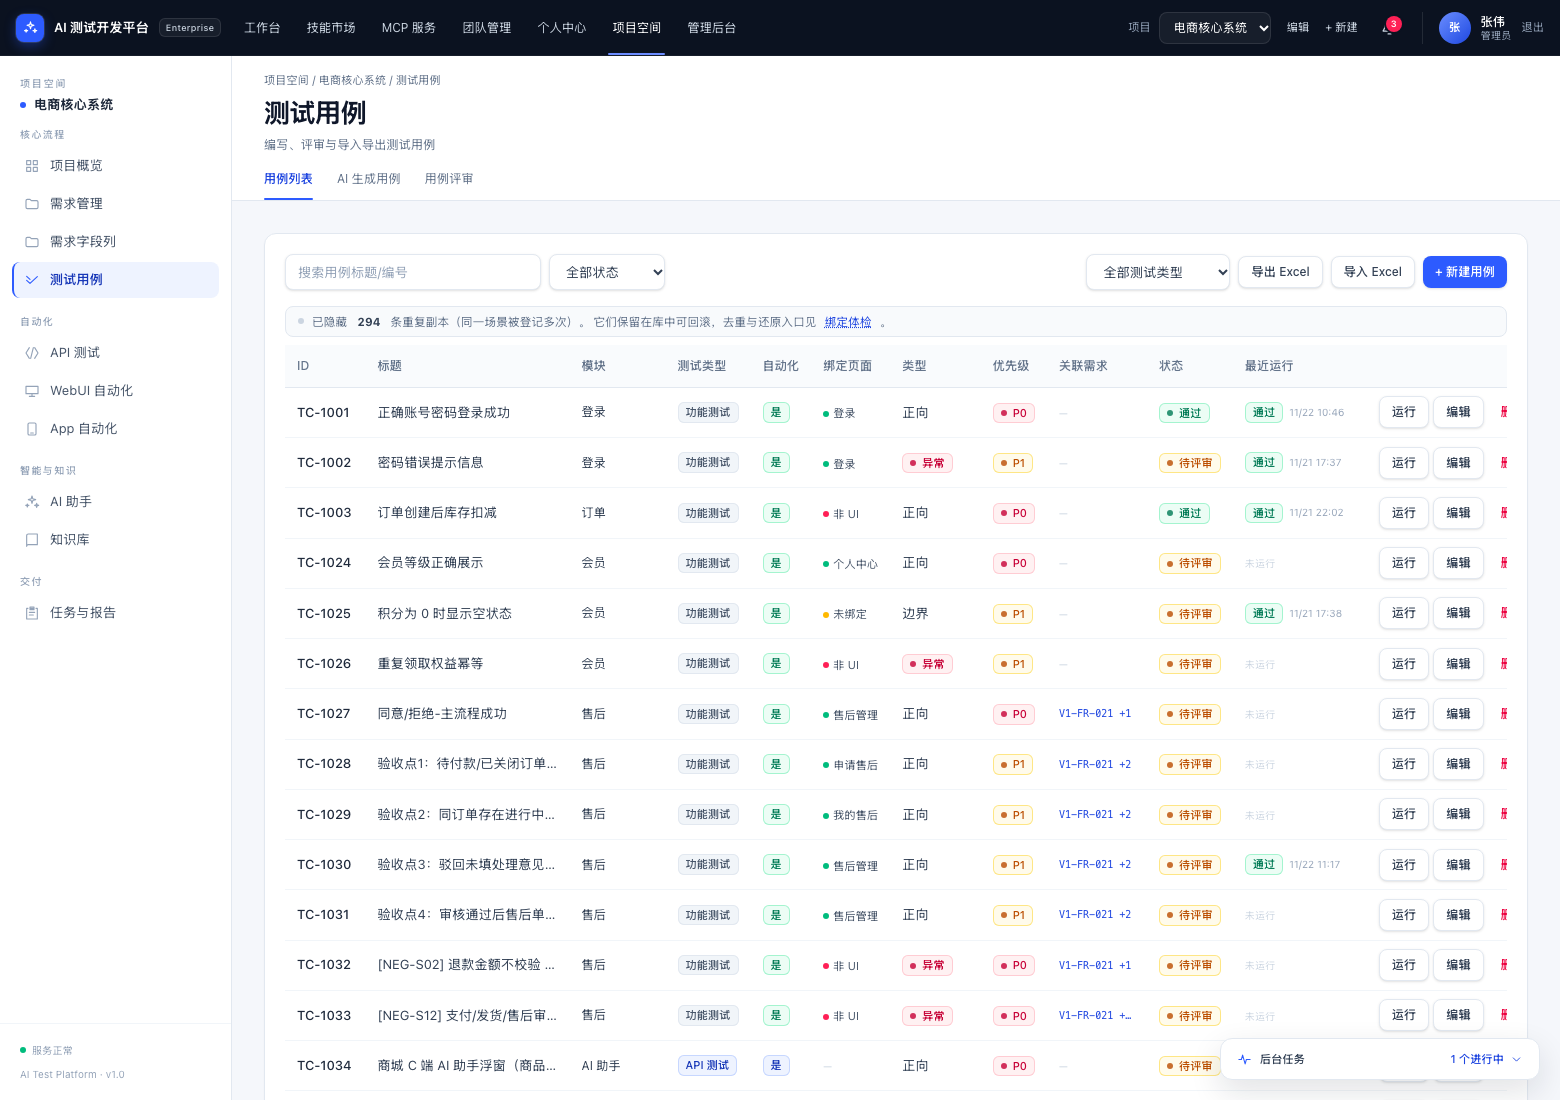 AI 测试开发平台 Enterprise 工作台 技能市场 MCP 服务 团队管理 个人中心 项目空间 管理后台 项目 电商核心系统 编辑 + 新建 3 张 张伟 管理员 退出
项目空间
电商核心系统
核心流程
项目概览
需求管理
需求字段列
测试用例
自动化
API 测试
WebUI 自动化
App 自动化
智能与知识
AI 助手
知识库
交付
任务与报告
服务正常
AI Test Platform · v1.0
项目空间 / 电商核心系统 / 测试用例
测试用例
编写、评审与导入导出测试用例
用例列表 AI 生成用例 用例评审
搜索用例标题/编号 全部状态 全部测试类型 导出 Excel 导入 Excel + 新建用例
已隐藏 294 条重复副本（同一场景被登记多次）。 它们保留在库中可回滚，去重与还原入口见 绑定体检 。
ID 标题 模块 测试类型 自动化 绑定页面 类型 优先级 关联需求 状态 最近运行
TC-1001 正确账号密码登录成功 登录 功能测试 是 登录 正向 P0 — 通过 通过 11/22 10:46 运行 编辑
TC-1002 密码错误提示信息 登录 功能测试 是 登录 异常 P1 — 待评审 通过 11/21 17:37 运行 编辑
TC-1003 订单创建后库存扣减 订单 功能测试 是 非 UI 正向 P0 — 通过 通过 11/21 22:02 运行 编辑
TC-1024 会员等级正确展示 会员 功能测试 是 个人中心 正向 P0 — 待评审 未运行 运行 编辑
TC-1025 积分为 0 时显示空状态 会员 功能测试 是 未绑定 边界 P1 — 待评审 通过 11/21 17:38 运行 编辑
TC-1026 重复领取权益幂等 会员 功能测试 是 非 UI 异常 P1 — 待评审 未运行 运行 编辑
TC-1027 同意/拒绝-主流程成功 售后 功能测试 是 售后管理 正向 P0 V1-FR-021 +1 待评审 未运行 运行 编辑
TC-1028 验收点1：待付款/已关闭订单... 售后 功能测试 是 申请售后 正向 P1 V1-FR-021 +2 待评审 未运行 运行 编辑
TC-1029 验收点2：同订单存在进行中... 售后 功能测试 是 我的售后 正向 P1 V1-FR-021 +2 待评审 未运行 运行 编辑
TC-1030 验收点3：驳回未填处理意见... 售后 功能测试 是 售后管理 正向 P1 V1-FR-021 +2 待评审 通过 11/22 11:17 运行 编辑
TC-1031 验收点4：审核通过后售后单... 售后 功能测试 是 售后管理 正向 P1 V1-FR-021 +2 待评审 未运行 运行 编辑
TC-1032 [NEG-S02] 退款金额不校验 ... 售后 功能测试 是 非 UI 异常 P0 V1-FR-021 +1 待评审 未运行 运行 编辑
TC-1033 [NEG-S12] 支付/发货/售后审... 售后 功能测试 是 非 UI 异常 P0 V1-FR-021 +… 待评审 未运行 运行 编辑
TC-1034 商城 C 端 AI 助手浮窗（商品... AI 助手 API 测试 是 — 正向 P0 — 待评审
后台任务 1 个进行中